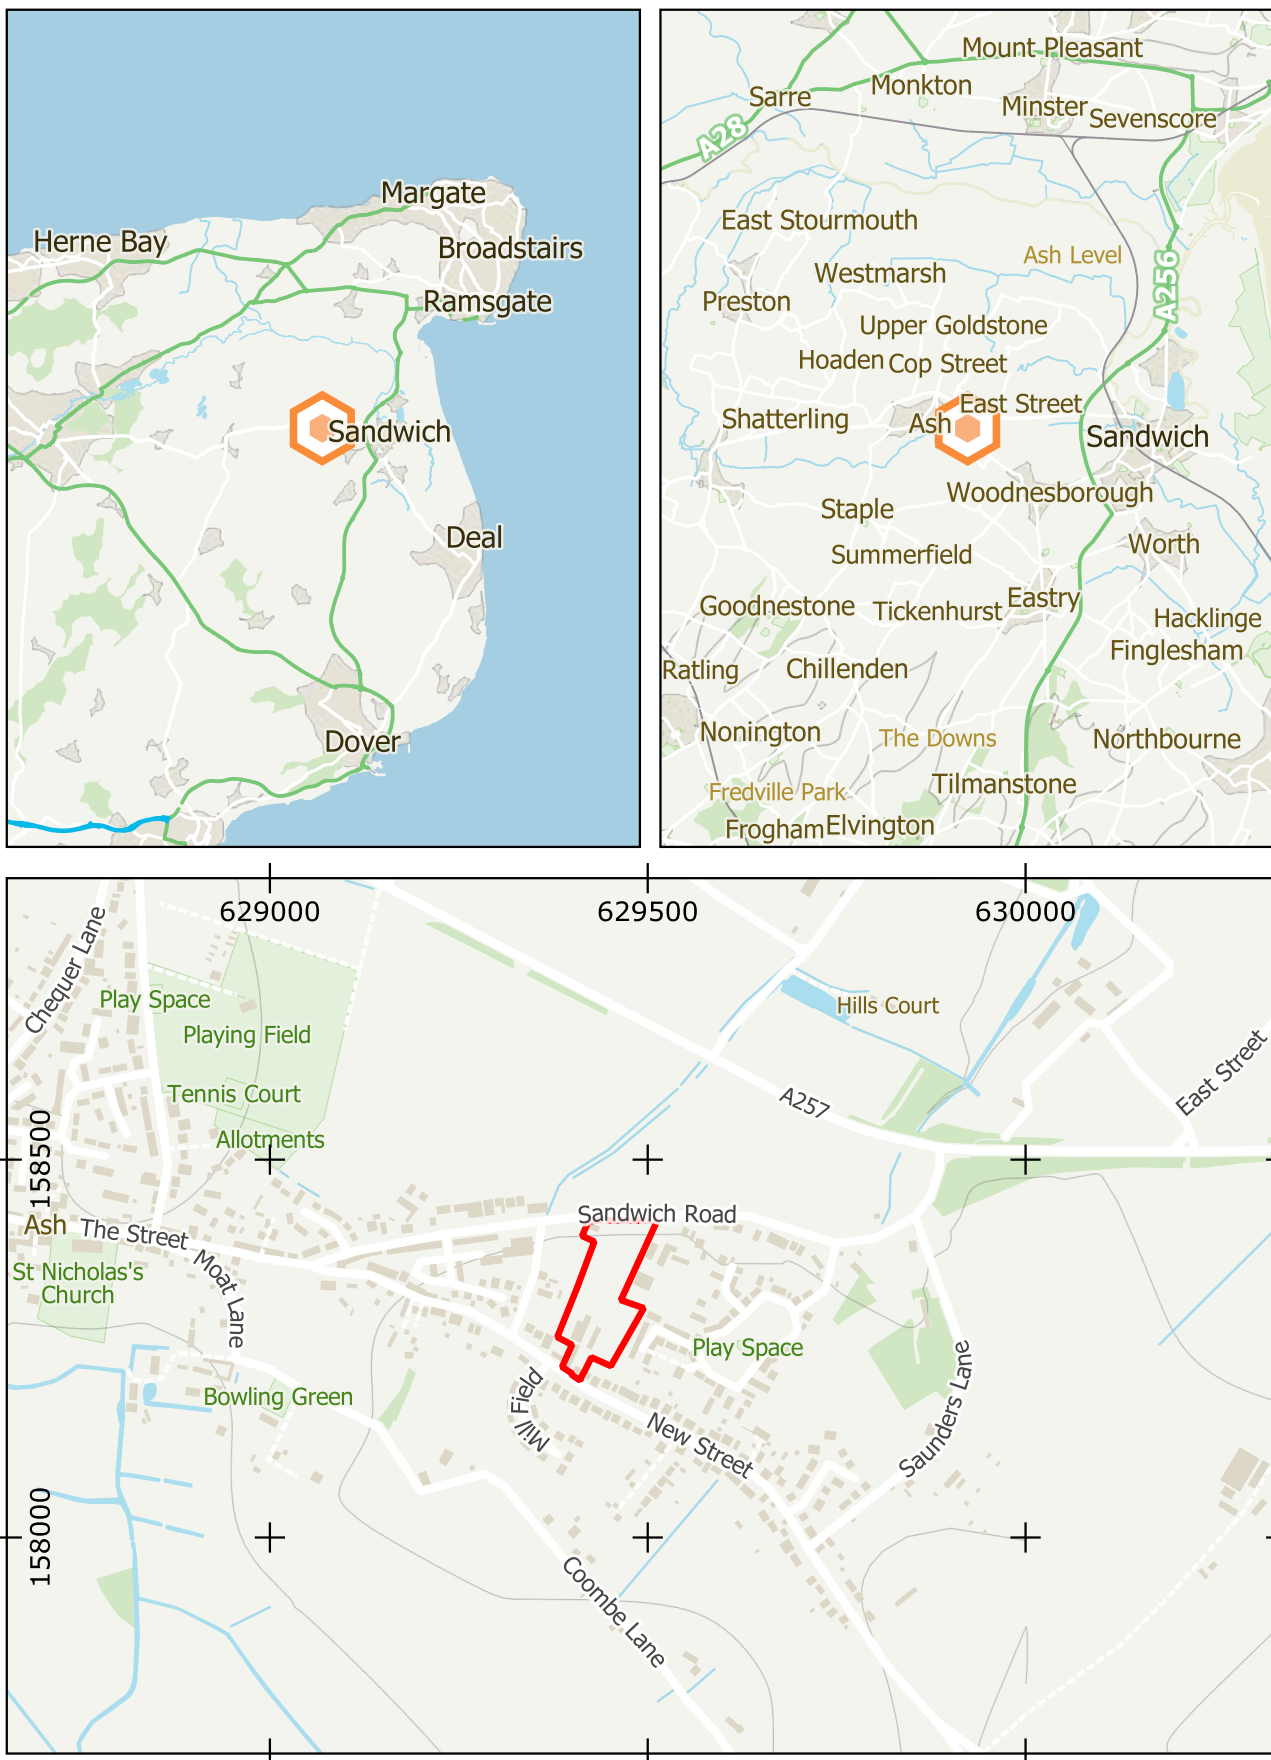 Margate
Herne Bay
Broadstairs
Ramsgate
Sandwich
Deal
Dover
Mount Pleasant
Monkton
Sarre
Minster
Sevenscore
A28
East Stourmouth
Ash Level
Westmarsh
A256
Preston
Upper Goldstone
Hoaden
Cop Street
East Street
Shatterling
Ash
Sandwich
Woodnesborough
Staple
Worth
Summerfield
Eastry
Goodnestone
Tickenhurst
Hacklinge
Finglesham
Ratling
Chillenden
Nonington
The Downs
Northbourne
Tilmanstone
Fredville Park
Frogham
Elvington
629000
629500
630000
Chequer Lane
Play Space
Hills Court
Playing Field
East Street
Tennis Court
A257
Allotments
158500
Sandwich Road
Ash
The Street
St Nicholas's
Church
Moat Lane
Play Space
Bowling Green
Mill Field
New Street
Saunders Lane
158000
Coombe Lane